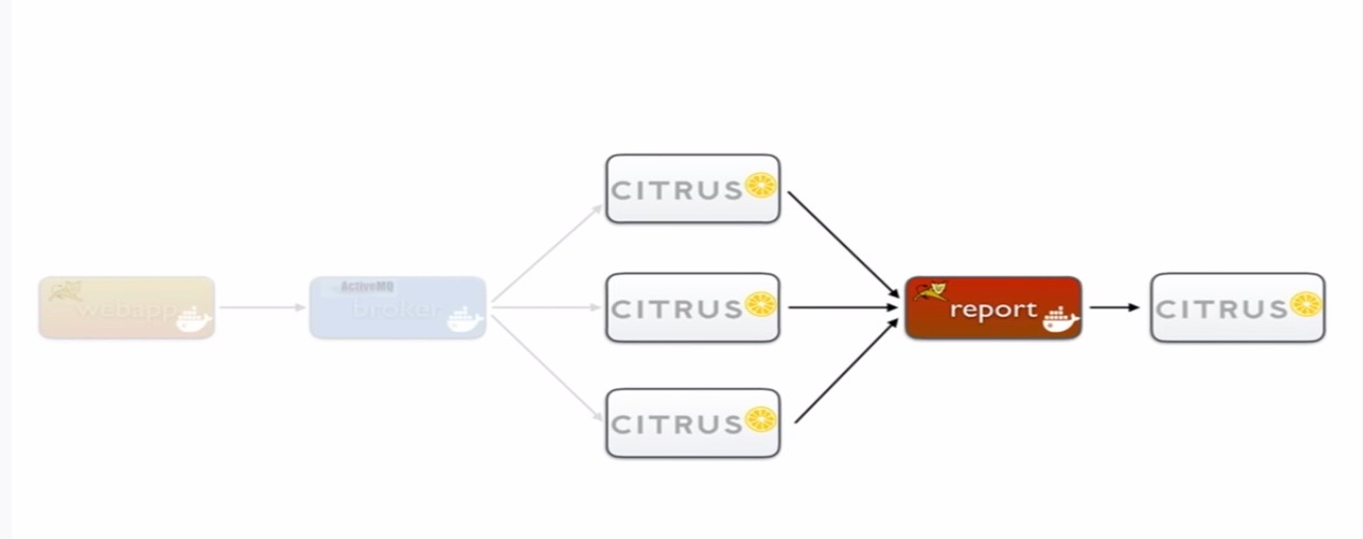 CITRUS
webapp
ActiveMQ
broker
CITRUS
report
CITRUS
CITRUS